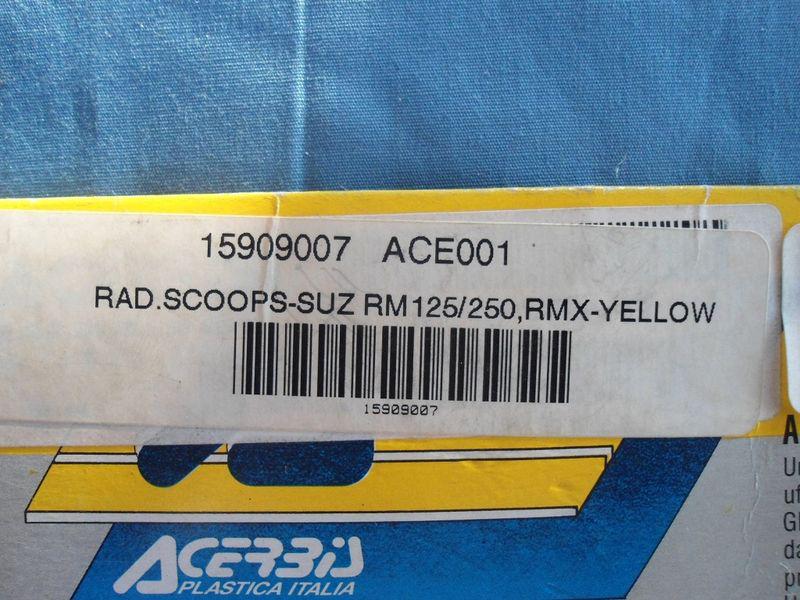 15909007 ACE001
RAD.SCOOPS-SUZ RM125/250,RMX-YELLOW
15909007
ACERBIS
PLASTICA ITALIA